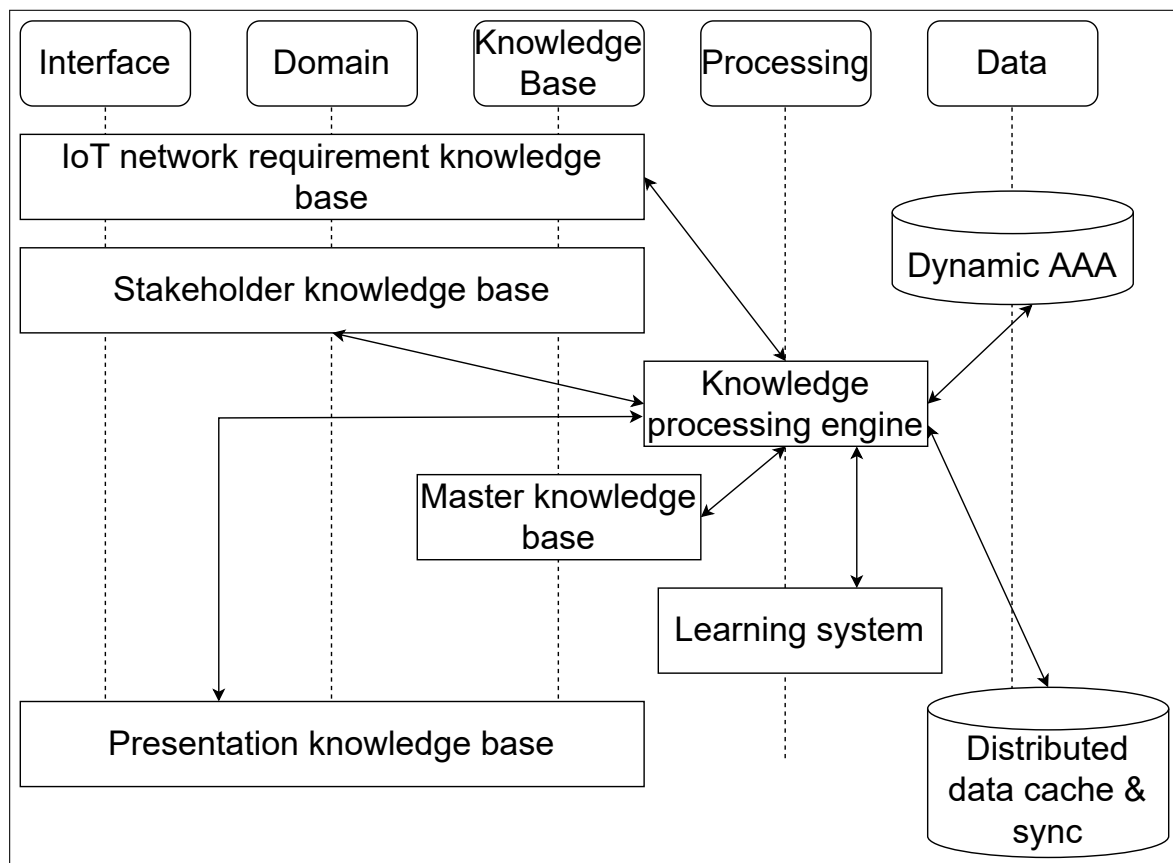 Interface
Domain
Knowledge
Base
Processing
Data
IoT network requirement knowledge
base
Dynamic AAA
Stakeholder knowledge base
Knowledge
processing engine
Master knowledge
base
Learning system
Presentation knowledge base
Distributed
data cache &
sync